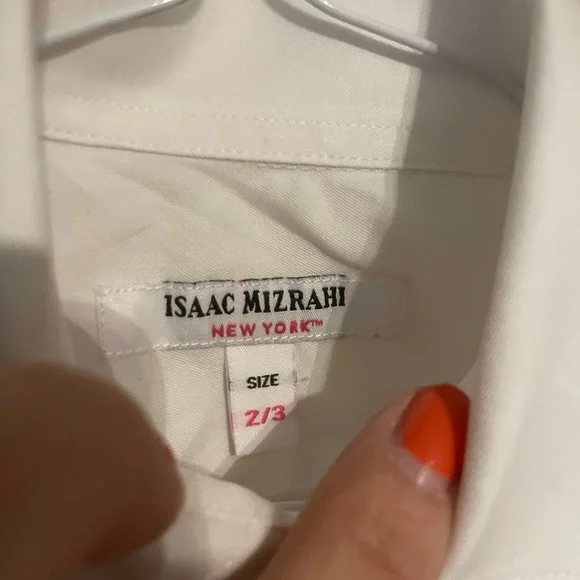 ISAAC MIZRAHI
NEW YORK™
SIZE
2/3